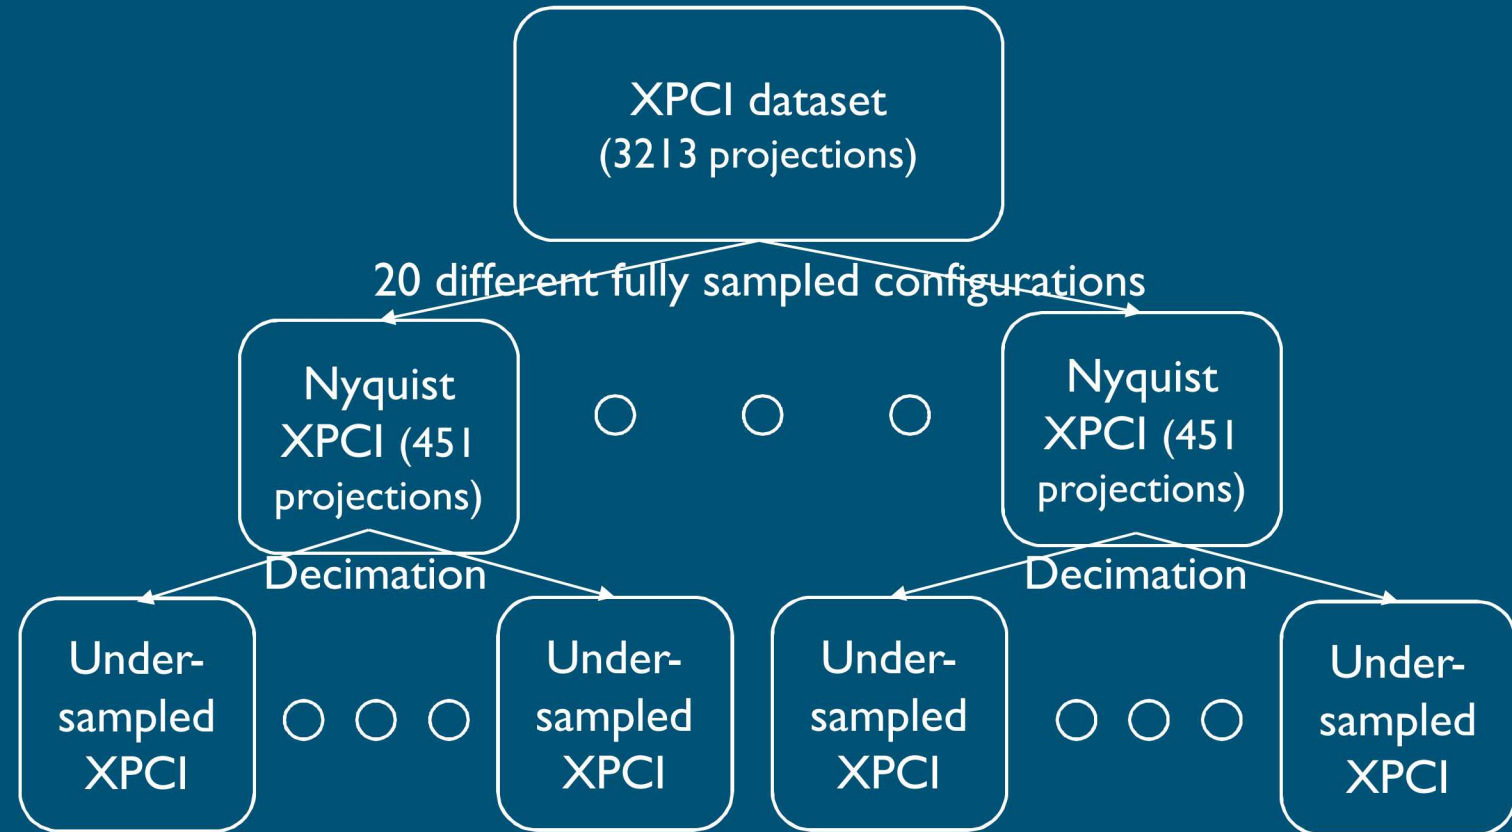 XPCI dataset
(3213 projections)
20 different fully sampled configurations
Nyquist
XPCI (451
projections)
Nyquist
XPCI (451
projections)
Decimation
Decimation
Under-
sampled
XPCI
Under-
sampled
XPCI
Under-
sampled
XPCI
Under-
sampled
XPCI